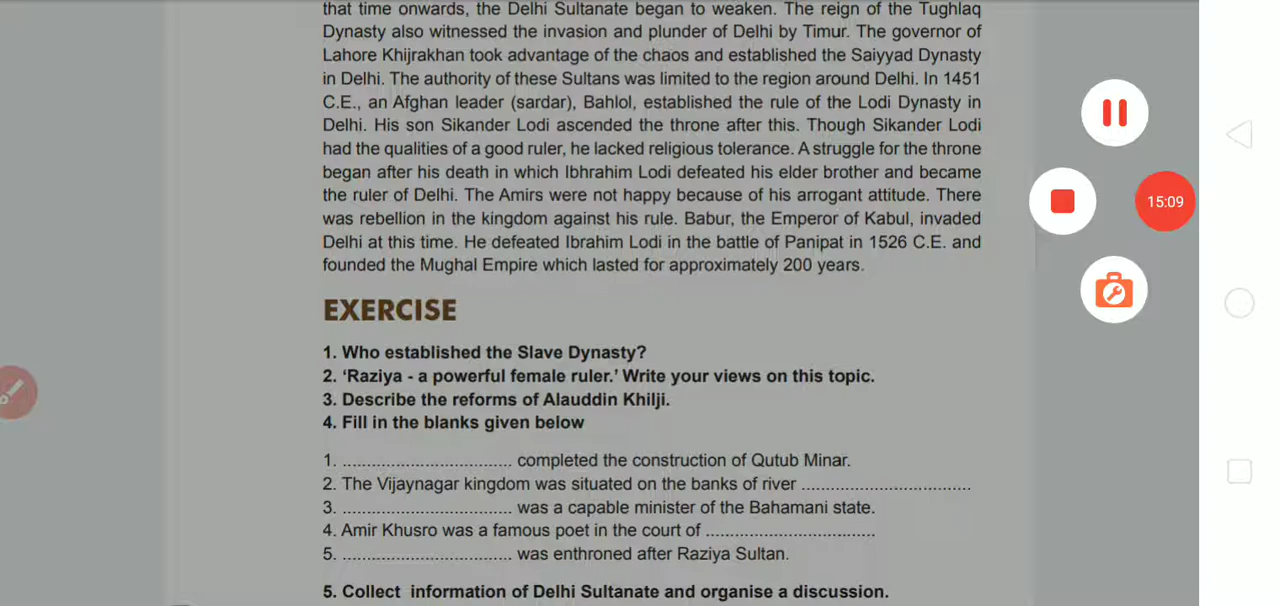 that time onwards, the Delhi Sultanate began to weaken. The reign of the Tughlaq
Dynasty also witnessed the invasion and plunder of Delhi by Timur. The governor of
Lahore Khijrakhan took advantage of the chaos and established the Saiyyad Dynasty
in Delhi. The authority of these Sultans was limited to the region around Delhi. In 1451
C.E., an Afghan leader (sardar), Bahlol, established the rule of the Lodi Dynasty in
Delhi. His son Sikander Lodi ascended the throne after this. Though Sikander Lodi
had the qualities of a good ruler, he lacked religious tolerance. A struggle for the throne
began after his death in which Ibhrahim Lodi defeated his elder brother and became
the ruler of Delhi. The Amirs were not happy because of his arrogant attitude. There
was rebellion in the kingdom against his rule. Babur, the Emperor of Kabul, invaded
Delhi at this time. He defeated Ibrahim Lodi in the battle of Panipat in 1526 C.E. and
founded the Mughal Empire which lasted for approximately 200 years.
15:09
EXERCISE
1. Who established the Slave Dynasty?
2. ‘Raziya - a powerful female ruler.’ Write your views on this topic.
3. Describe the reforms of Alauddin Khilji.
4. Fill in the blanks given below
1. ................................ completed the construction of Qutub Minar.
2. The Vijaynagar kingdom was situated on the banks of river ................................
3. ................................ was a capable minister of the Bahamani state.
4. Amir Khusro was a famous poet in the court of ................................
5. ................................ was enthroned after Raziya Sultan.
5. Collect information of Delhi Sultanate and organise a discussion.